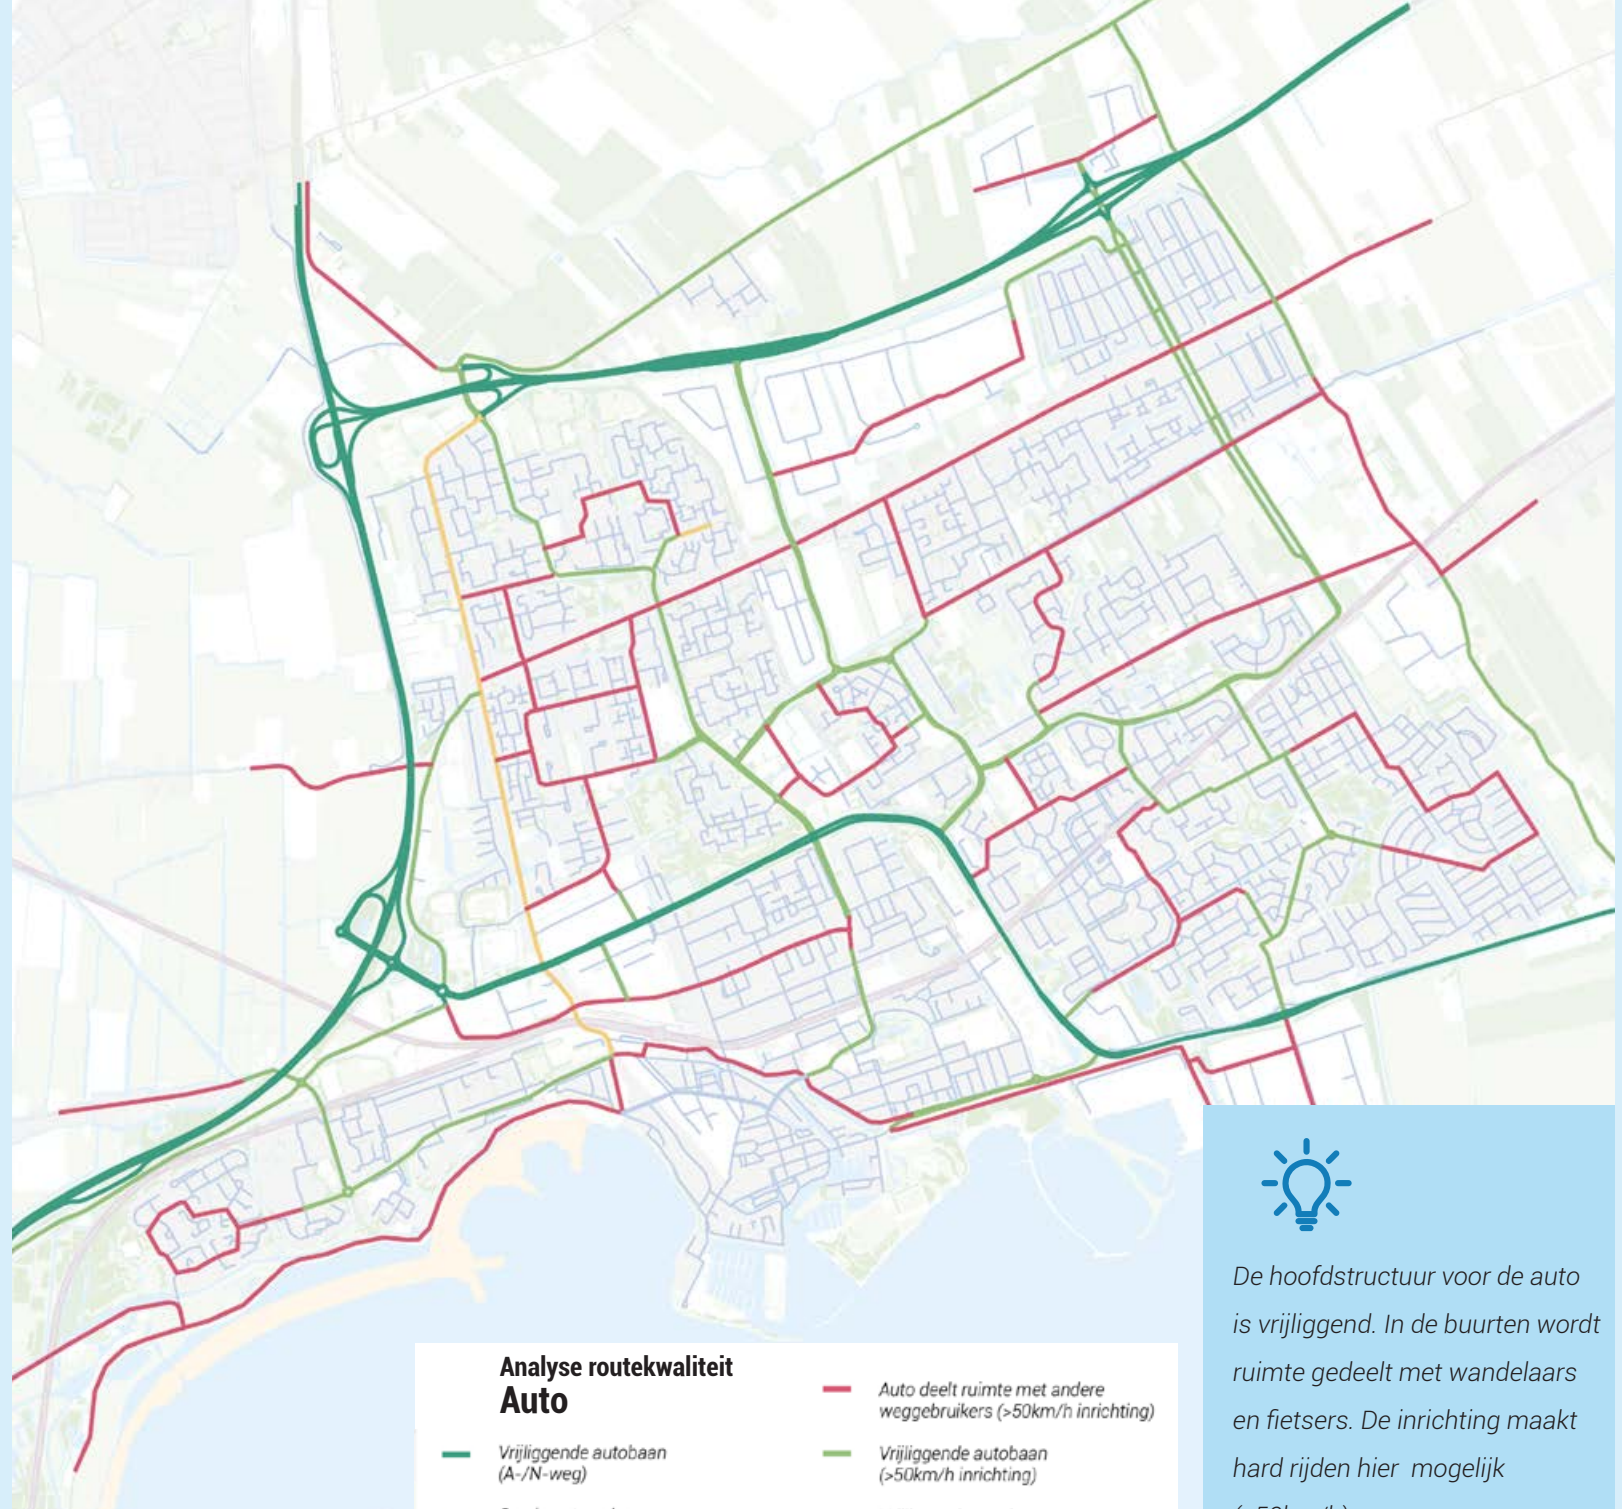 Analyse routekwaliteit
Auto
Vrijliggende autobaan
(A-/N-weg)
Auto deelt ruimte met andere
weggebruikers (>50km/h inrichting)
Vrijliggende autobaan
(>50km/h inrichting)
De hoofdstructuur voor de auto
is vrijliggend. In de buurten wordt
ruimte gedeelt met wandelaars
en fietsers. De inrichting maakt
hard rijden hier mogelijk